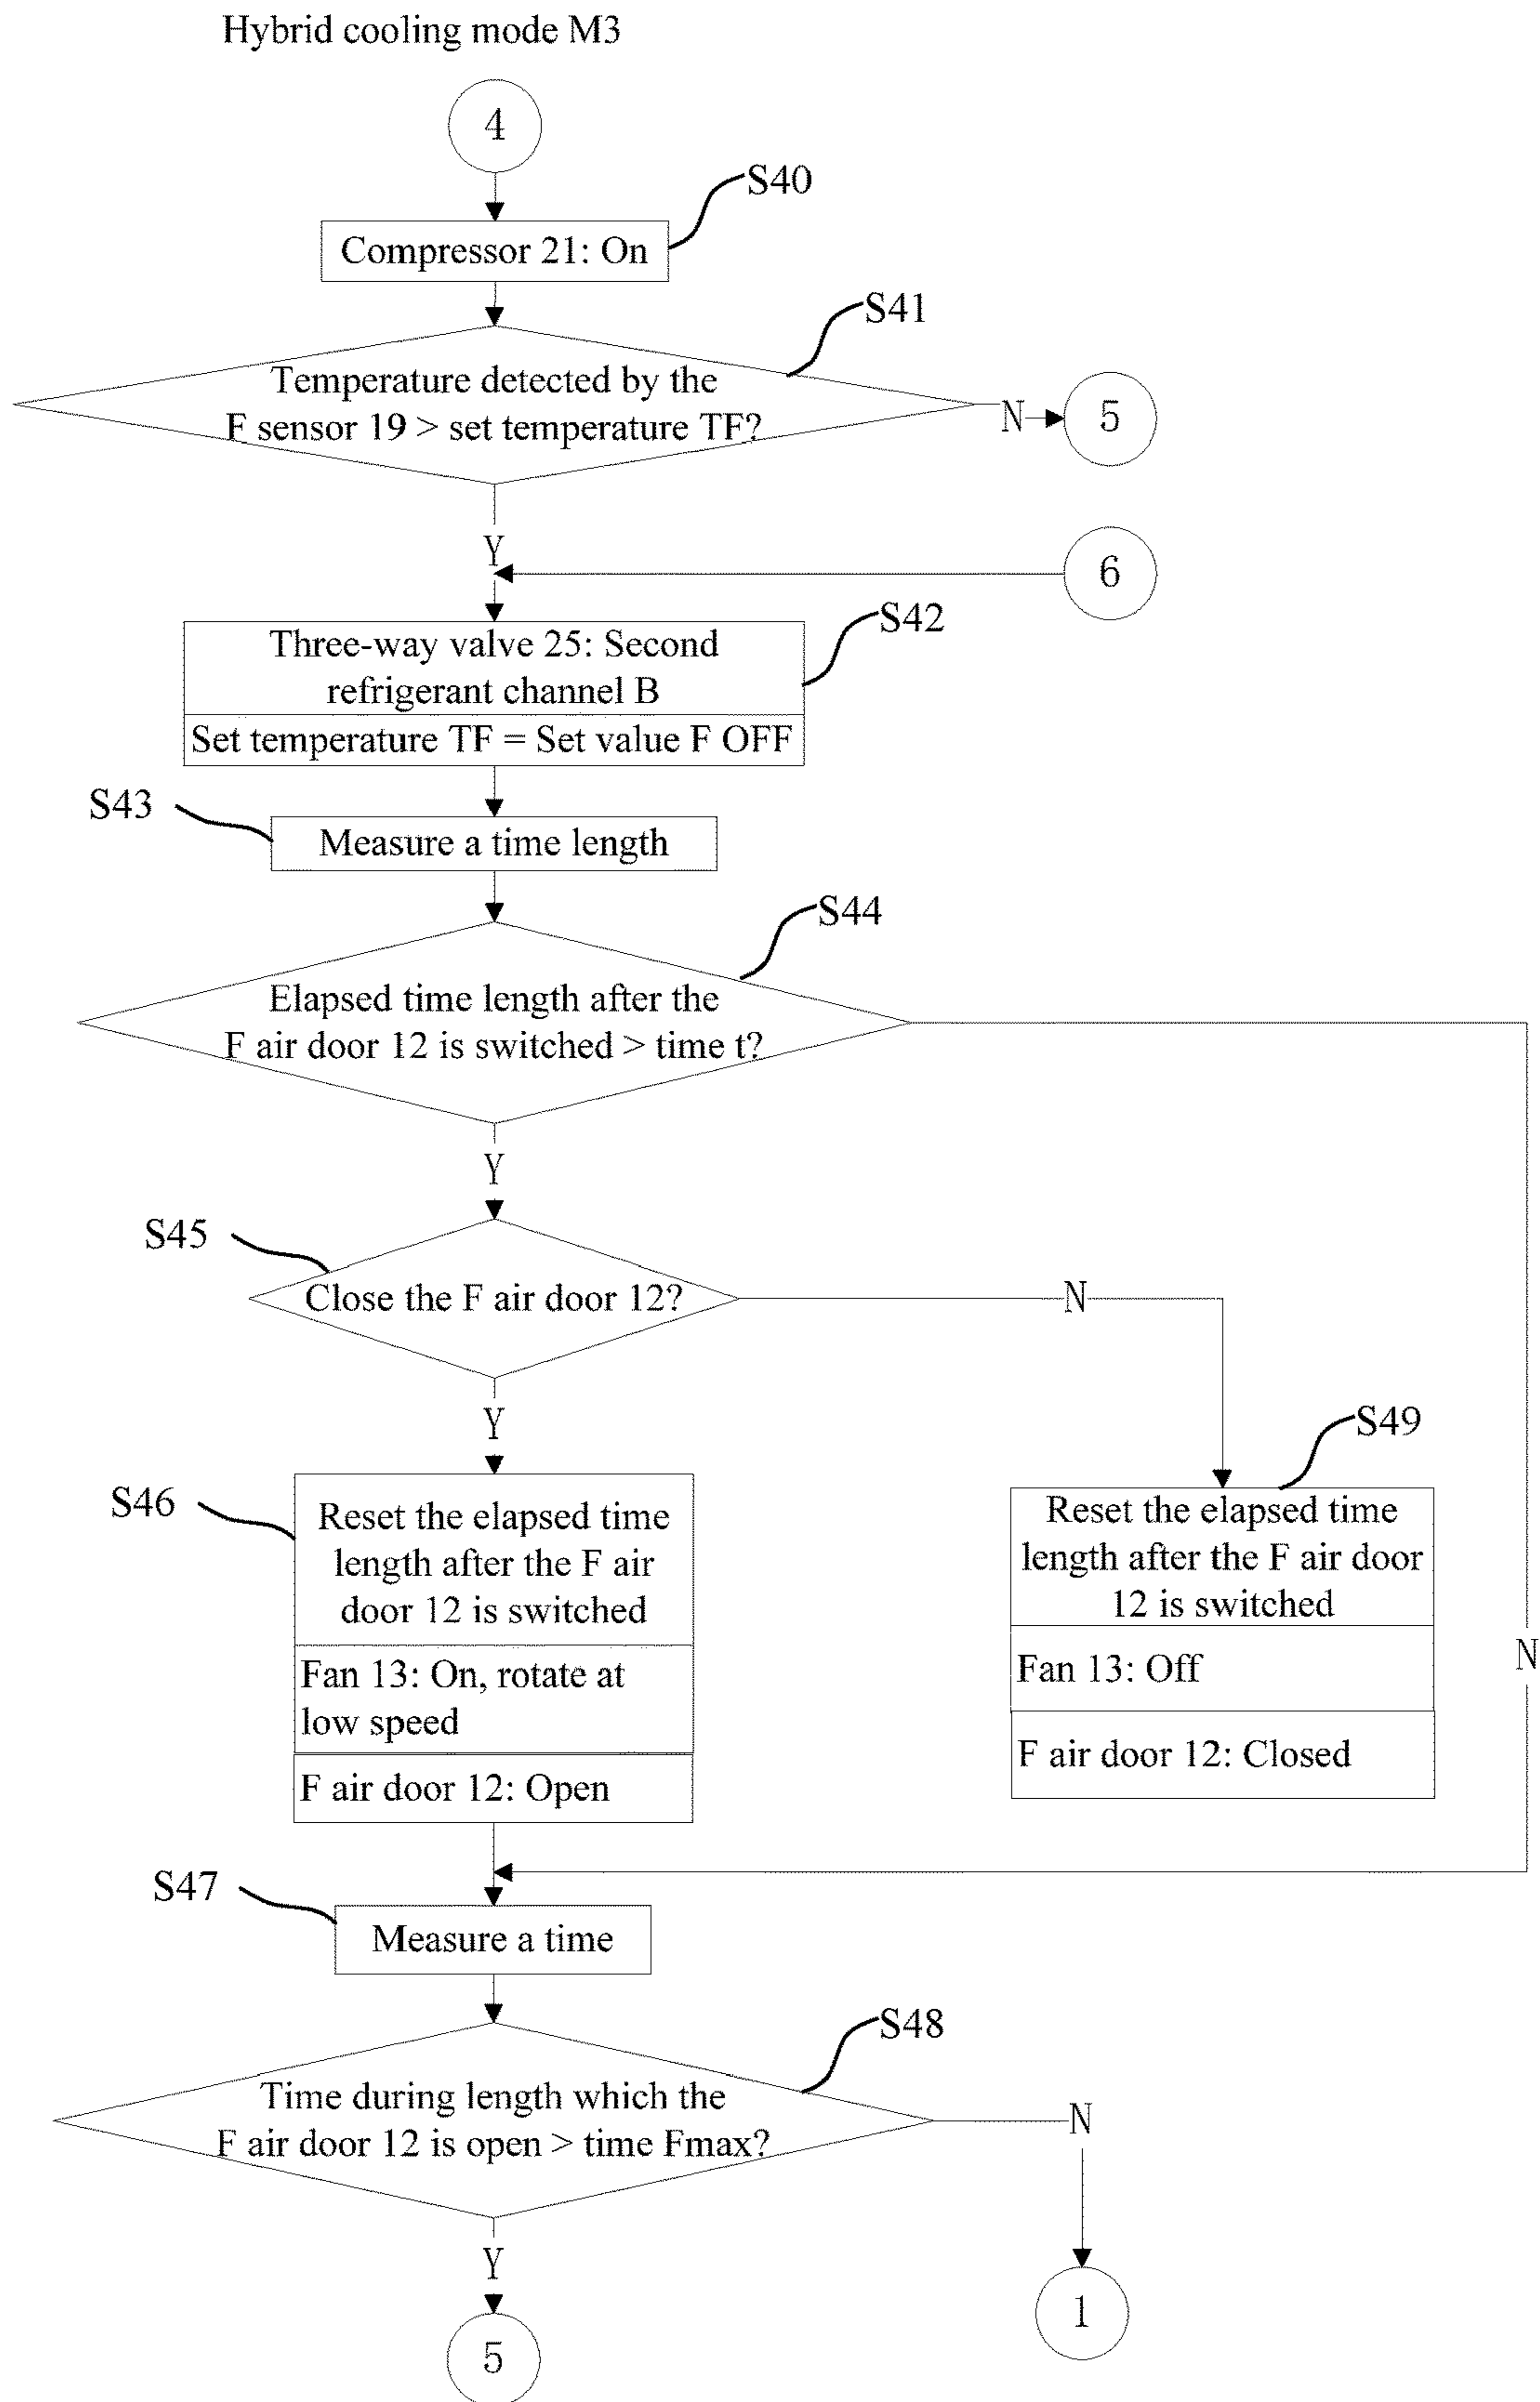 Hybrid cooling mode M3
4
S40
Compressor 21: On
S41
Temperature detected by the
F sensor 19 > set temperature TF?
N
5
Y
6
S42
Three-way valve 25: Second
refrigerant channel B
Set temperature TF = Set value F OFF
S43
Measure a time length
S44
Elapsed time length after the
F air door 12 is switched > time t?
Y
S45
Close the F air door 12?
N
Y
S49
S46
Reset the elapsed time
length after the F air
door 12 is switched
Fan 13: On, rotate at
low speed
F air door 12: Open
Reset the elapsed time
length after the F air door
12 is switched
Fan 13: Off
F air door 12: Closed
N
S47
Measure a time
S48
Time during length which the
F air door 12 is open > time Fmax?
N
Y
1
5